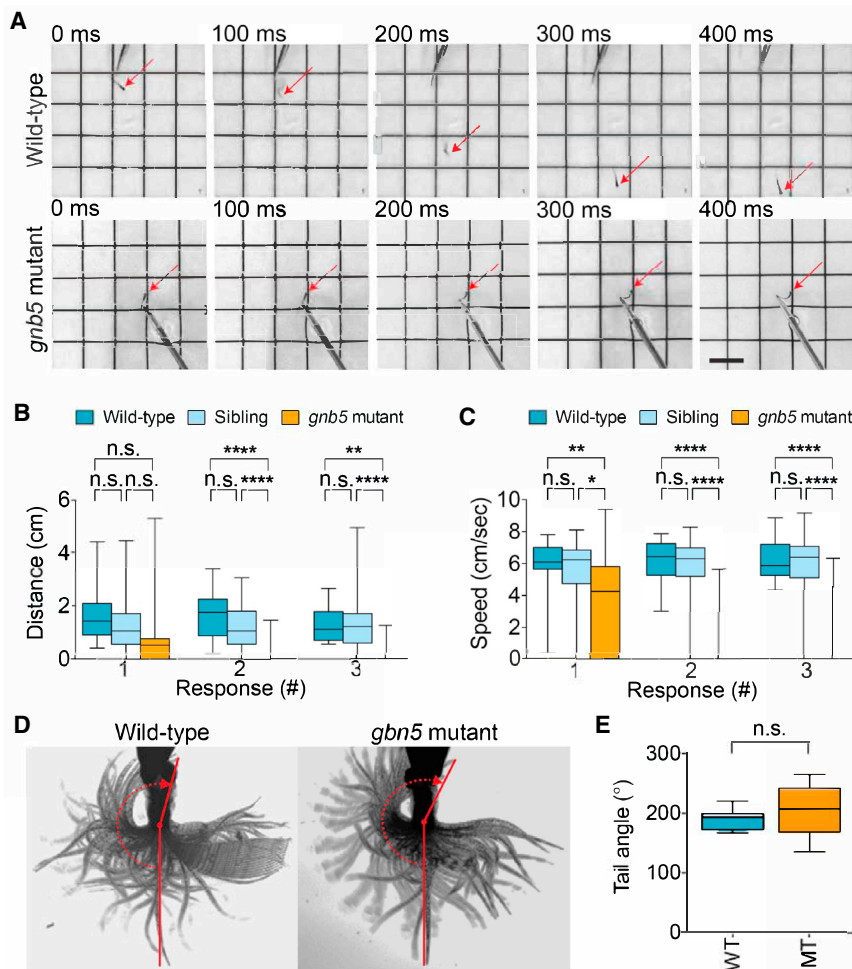 A
0 ms 100 ms 200 ms 300 ms 400 ms
Wild-type
0 ms 100 ms 200 ms 300 ms 400 ms
gnb5 mutant
B
Wild-type Sibling gnb5 mutant
n.s. **** **
n.s. n.s. n.s. **** n.s. ****
6
4
2
0
Distance (cm)
1 2 3
Response (#)
C
Wild-type Sibling gnb5 mutant
** **** ****
n.s. * n.s. **** n.s. ****
10
8
6
4
2
0
Speed (cm/sec)
1 2 3
Response (#)
D
Wild-type gbn5 mutant
E
n.s.
300
200
100
0
Tail angle (°)
WT MT